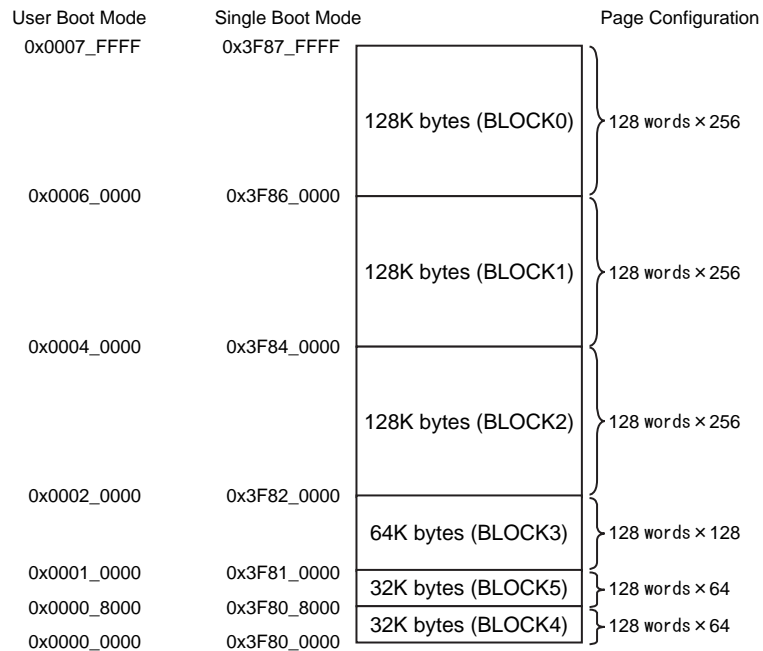 User Boot Mode Single Boot Mode Page Configuration
0x0007_FFFF 0x3F87_FFFF
128K bytes (BLOCK0) 128 words×256
0x0006_0000 0x3F86_0000
128K bytes (BLOCK1) 128 words×256
0x0004_0000 0x3F84_0000
128K bytes (BLOCK2) 128 words×256
0x0002_0000 0x3F82_0000
64K bytes (BLOCK3) 128 words×128
0x0001_0000 0x3F81_0000
32K bytes (BLOCK5) 128 words×64
0x0000_8000 0x3F80_8000
32K bytes (BLOCK4) 128 words×64
0x0000_0000 0x3F80_0000